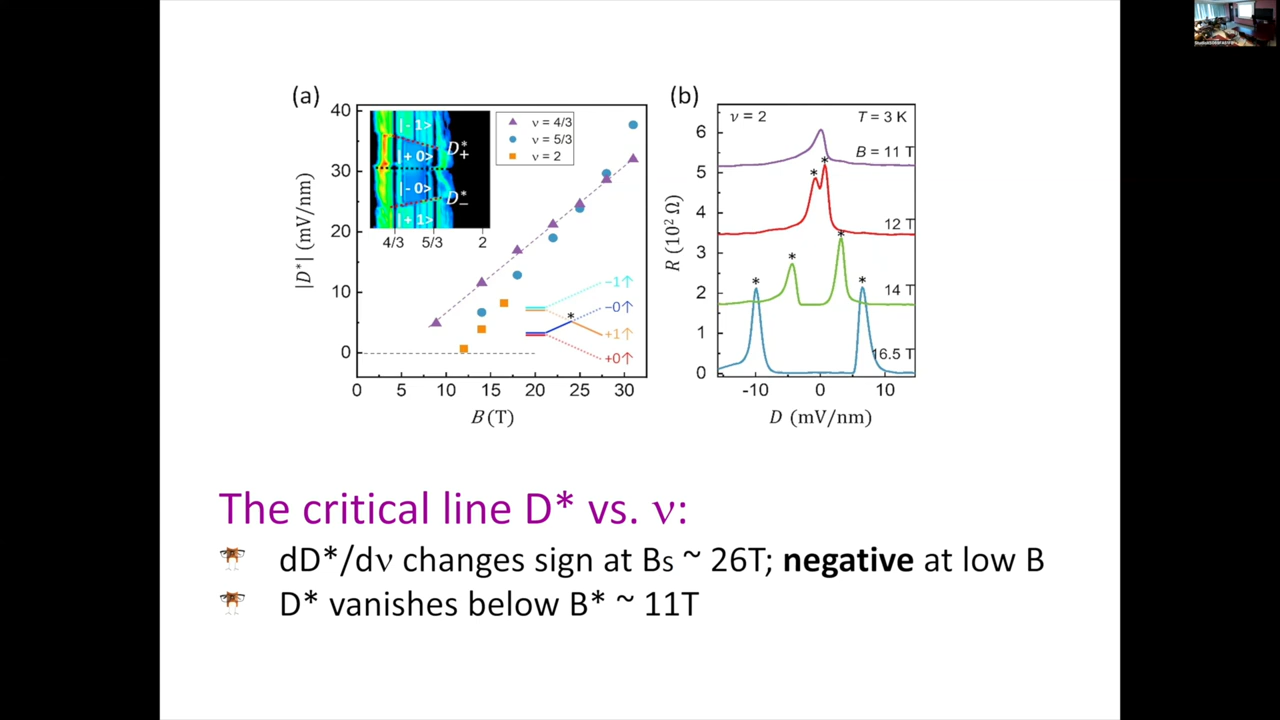 (a)
40
30
20
10
0
|D*| (mV/nm)
0 5 10 15 20 25 30
B (T)
|- 1⟩
|+ 0⟩
|- 0⟩
|+ 1⟩
D*+
D*−
4/3 5/3 2
ν = 4/3
ν = 5/3
ν = 2
*
−1↑
−0↑
+1↑
+0↑
(b)
ν = 2 T = 3 K
B = 11 T
12 T
14 T
16.5 T
* *
* *
* *
6
5
4
3
2
1
0
R (10² Ω)
-10 0 10
D (mV/nm)
The critical line D* vs. ν:
dD*/dν changes sign at Bs ~ 26T; negative at low B
D* vanishes below B* ~ 11T